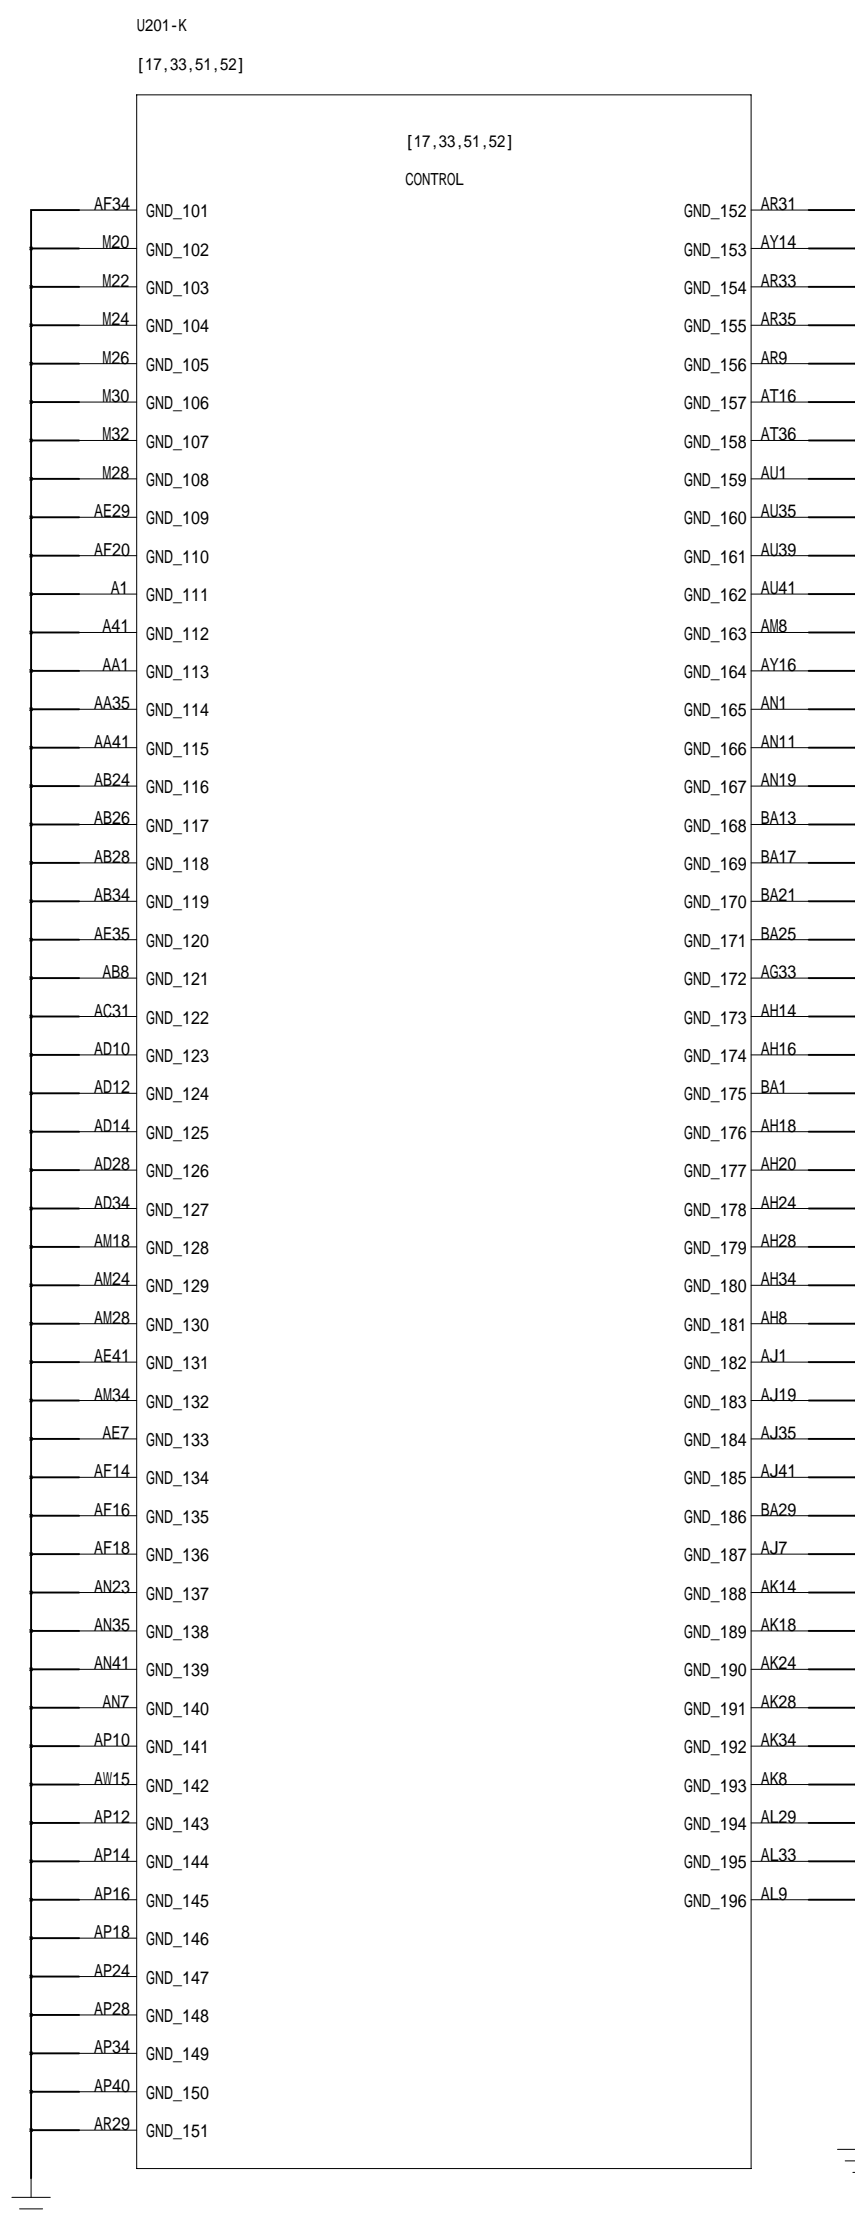 U201-K
[17,33,51,52]
[17,33,51,52]
CONTROL
AF34 GND_101 GND_152 AR31
M20 GND_102 GND_153 AY14
M22 GND_103 GND_154 AR33
M24 GND_104 GND_155 AR35
M26 GND_105 GND_156 AR9
M30 GND_106 GND_157 AT16
M32 GND_107 GND_158 AT36
M28 GND_108 GND_159 AU1
AE29 GND_109 GND_160 AU35
AF20 GND_110 GND_161 AU39
A1 GND_111 GND_162 AU41
A41 GND_112 GND_163 AM8
AA1 GND_113 GND_164 AY16
AA35 GND_114 GND_165 AN1
AA41 GND_115 GND_166 AN11
AB24 GND_116 GND_167 AN19
AB26 GND_117 GND_168 BA13
AB28 GND_118 GND_169 BA17
AB34 GND_119 GND_170 BA21
AE35 GND_120 GND_171 BA25
AB8 GND_121 GND_172 AG33
AC31 GND_122 GND_173 AH14
AD10 GND_123 GND_174 AH16
AD12 GND_124 GND_175 BA1
AD14 GND_125 GND_176 AH18
AD28 GND_126 GND_177 AH20
AD34 GND_127 GND_178 AH24
AM18 GND_128 GND_179 AH28
AM24 GND_129 GND_180 AH34
AM28 GND_130 GND_181 AH8
AE41 GND_131 GND_182 AJ1
AM34 GND_132 GND_183 AJ19
AE7 GND_133 GND_184 AJ35
AF14 GND_134 GND_185 AJ41
AF16 GND_135 GND_186 BA29
AF18 GND_136 GND_187 AJ7
AN23 GND_137 GND_188 AK14
AN35 GND_138 GND_189 AK18
AN41 GND_139 GND_190 AK24
AN7 GND_140 GND_191 AK28
AP10 GND_141 GND_192 AK34
AW15 GND_142 GND_193 AK8
AP12 GND_143 GND_194 AL29
AP14 GND_144 GND_195 AL33
AP16 GND_145 GND_196 AL9
AP18 GND_146
AP24 GND_147
AP28 GND_148
AP34 GND_149
AP40 GND_150
AR29 GND_151